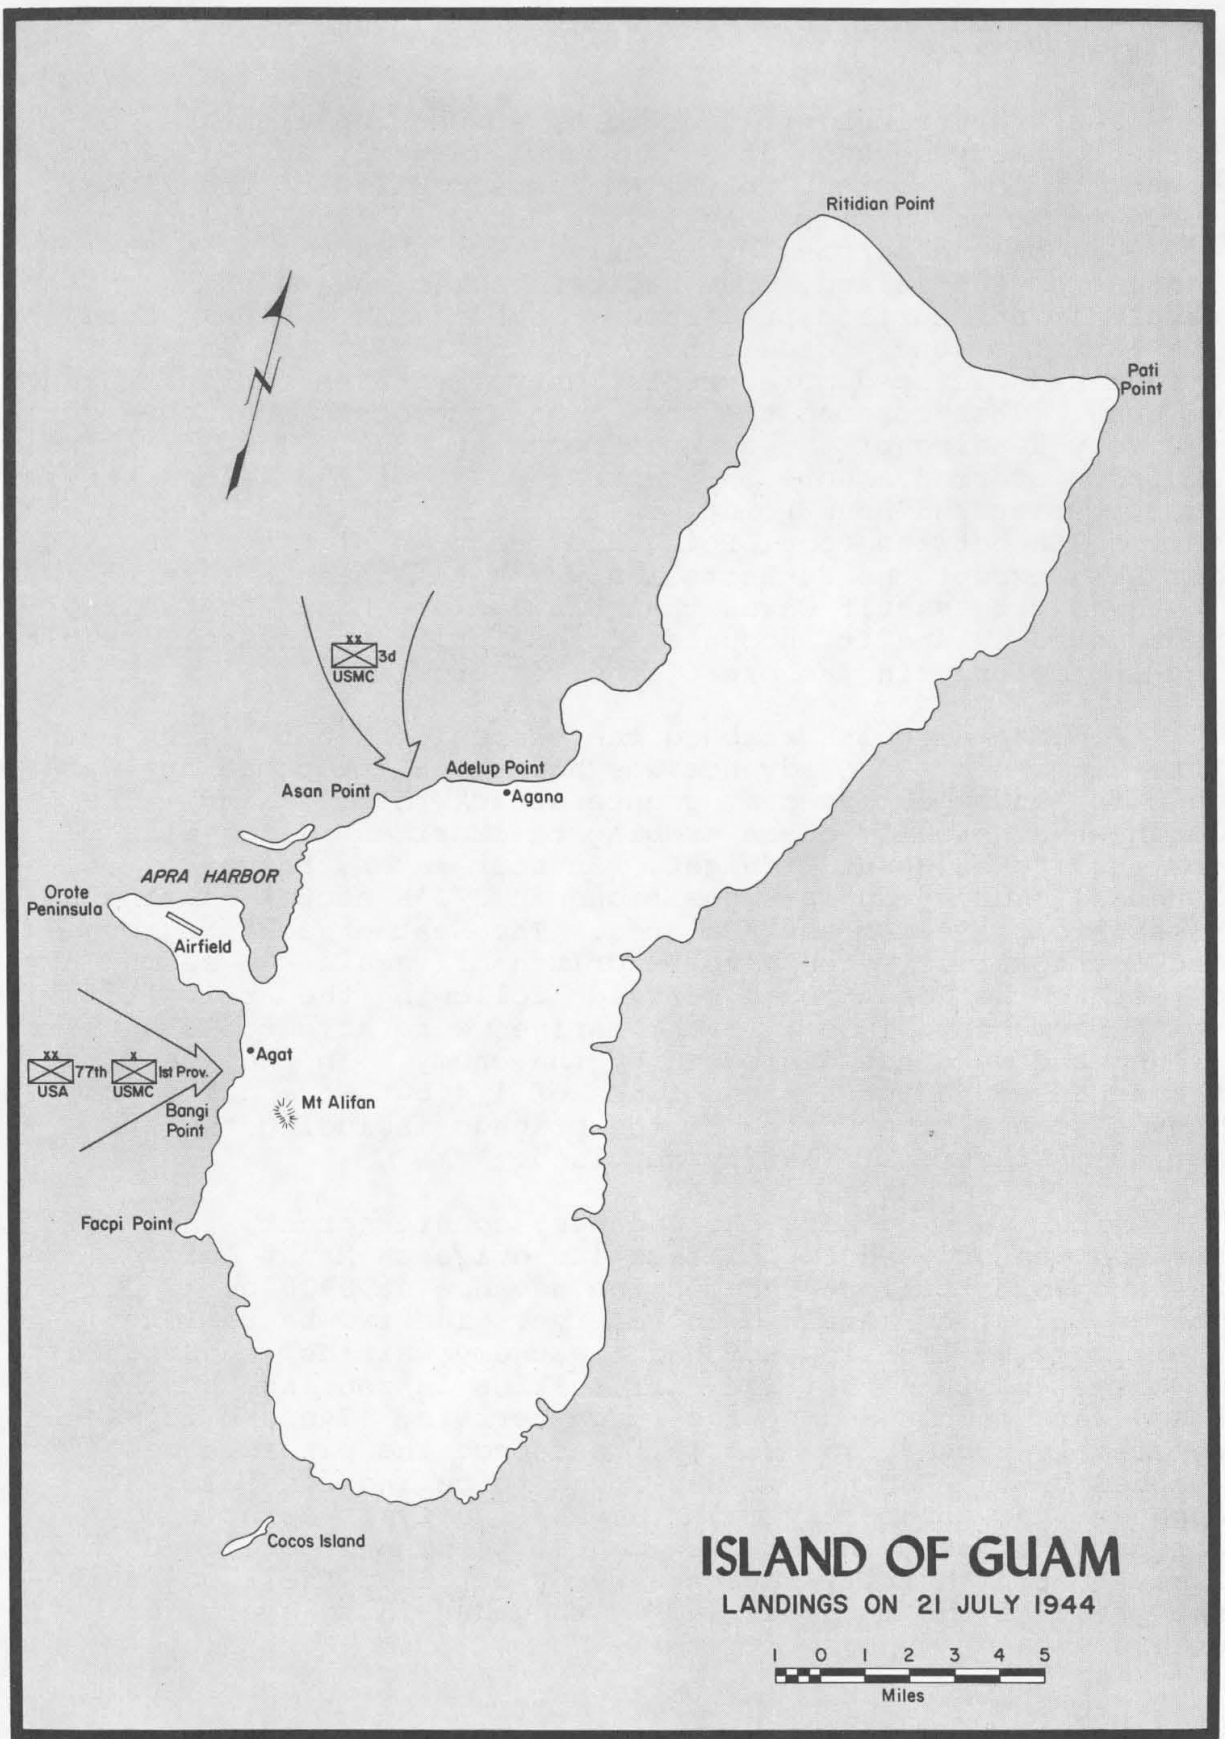 Ritidian Point
Pati
Point
N
xx
3d
USMC
Adelup Point
Asan Point
Agana
APRA HARBOR
Orote
Peninsula
Airfield
Agat
xx
77th
USA
x
1st Prov.
USMC
Bangi
Point
Mt Alifan
Facpi Point
Cocos Island
ISLAND OF GUAM
LANDINGS ON 21 JULY 1944
1 0 1 2 3 4 5
Miles